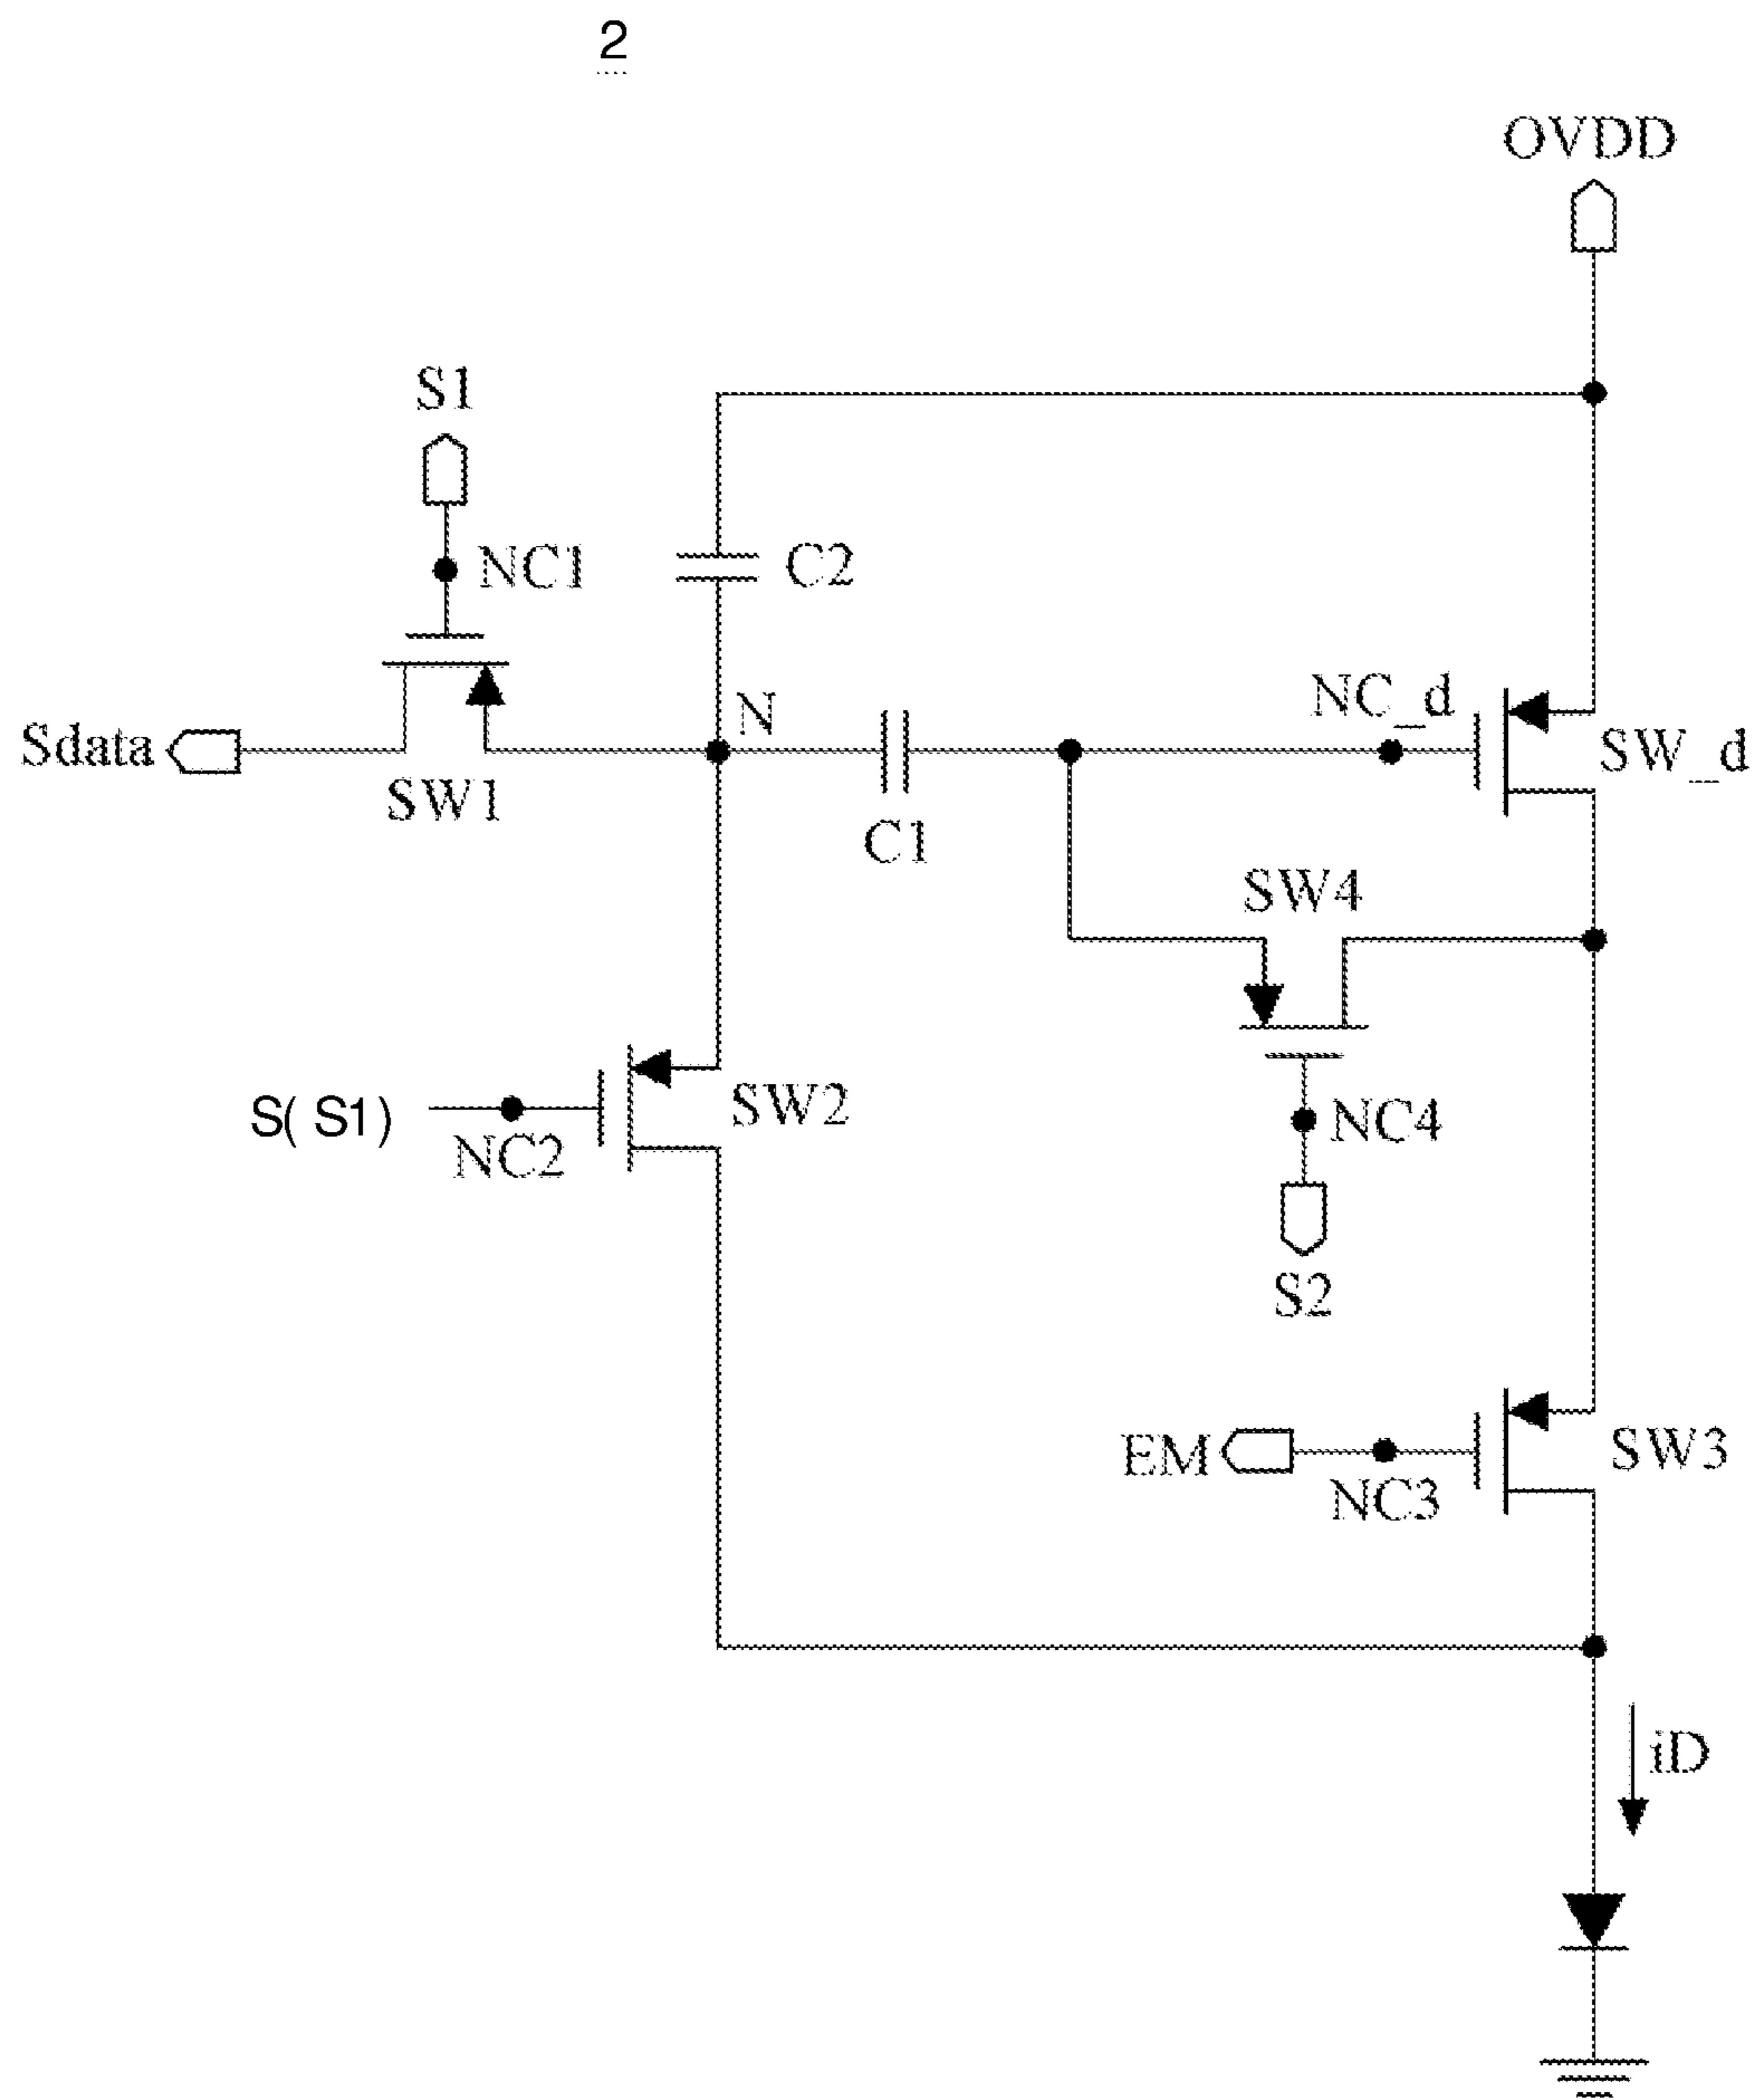 2
OVDD
S1
NC1
C2
N
NC_d
Sdata
SW1
SW_d
C1
SW4
S( S1)
NC2
SW2
NC4
S2
EM
NC3
SW3
iD